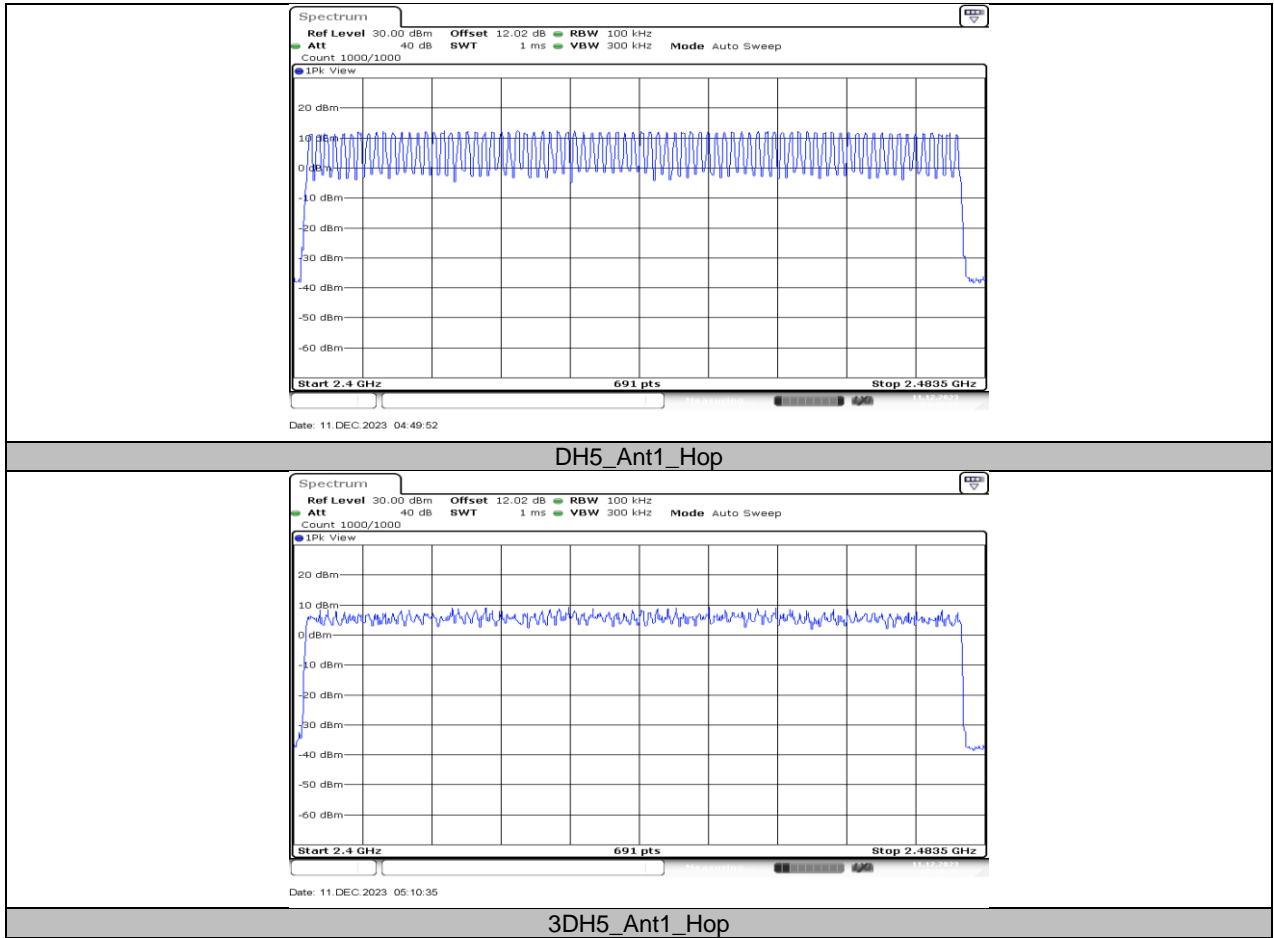 Spectrum
Ref Level 30.00 dBm Offset 12.02 dB RBW 100 kHz
Att 40 dB SWT 1 ms VBW 300 kHz Mode Auto Sweep
Count 1000/1000
1Pk View
20 dBm
10 dBm
0 dBm
-10 dBm
-20 dBm
-30 dBm
-40 dBm
-50 dBm
-60 dBm
Start 2.4 GHz 691 pts Stop 2.4835 GHz
Date: 11.DEC.2023 04:49:52
DH5_Ant1_Hop
Spectrum
Ref Level 30.00 dBm Offset 12.02 dB RBW 100 kHz
Att 40 dB SWT 1 ms VBW 300 kHz Mode Auto Sweep
Count 1000/1000
1Pk View
20 dBm
10 dBm
0 dBm
-10 dBm
-20 dBm
-30 dBm
-40 dBm
-50 dBm
-60 dBm
Start 2.4 GHz 691 pts Stop 2.4835 GHz
Date: 11.DEC.2023 05:10:35
3DH5_Ant1_Hop